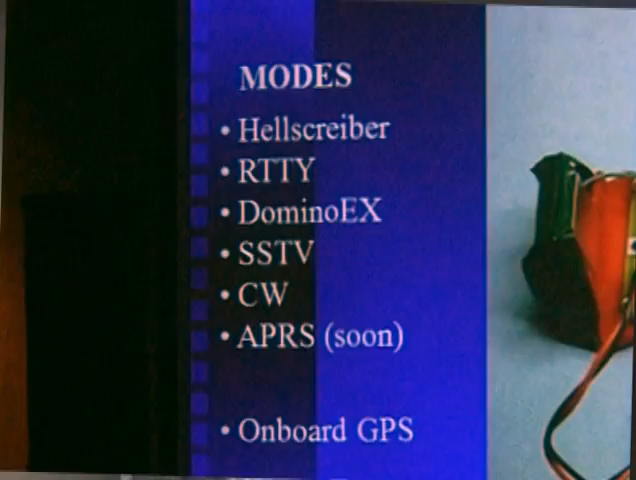 MODES
• Hellscreiber
• RTTY
• DominoEX
• SSTV
• CW
• APRS (soon)
• Onboard GPS